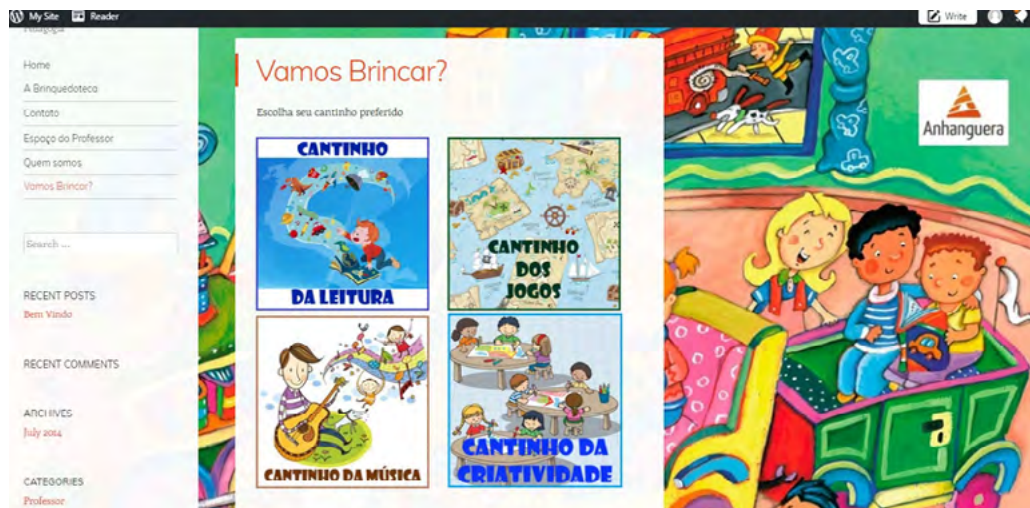 My Site Reader Write
Pedagogia
Home
A Brinquedoteca
Contato
Espaço do Professor
Quem somos
Vamos Brincar?
Search ...
RECENT POSTS
Bem Vindo
RECENT COMMENTS
ARCHIVES
July 2014
CATEGORIES
Professor
Vamos Brincar?
Escolha seu cantinho preferido
CANTINHO
DA LEITURA
CANTINHO
DOS
JOGOS
CANTINHO DA MÚSICA
CANTINHO DA
CRIATIVIDADE
Anhanguera